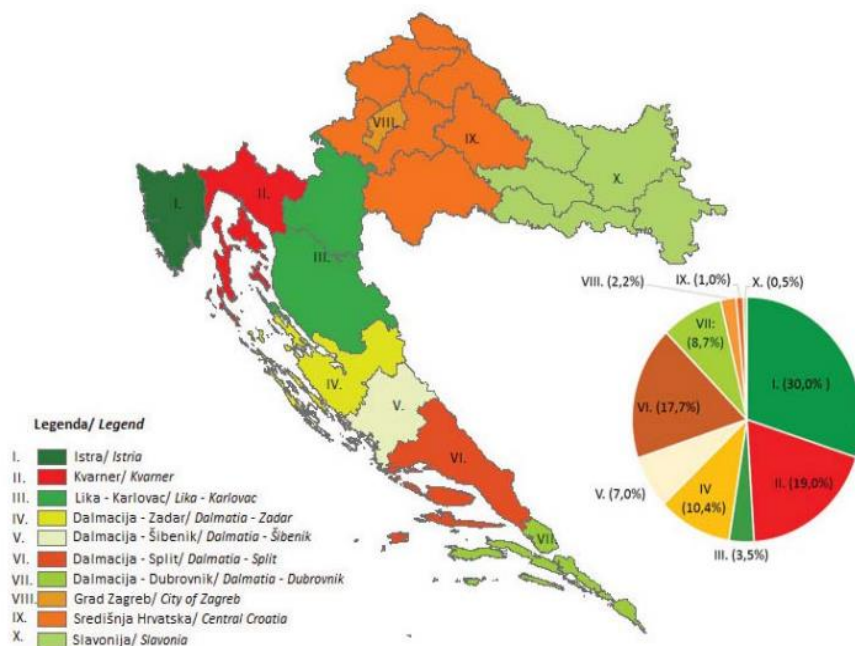 VIII.
IX.
II.
I.
X.
III.
IV.
V.
VI.
VII
VIII. (2,2%)
IX. (1,0%)
X. (0,5%)
VII:
(8,7%)
I. (30,0% )
VI. (17,7%)
II. (19,0%)
V. (7,0%)
IV
(10,4%)
III. (3,5%)
Legenda/ Legend
I. Istra/ Istria
II. Kvarner/ Kvarner
III. Lika - Karlovac/ Lika - Karlovac
IV. Dalmacija - Zadar/ Dalmatia - Zadar
V. Dalmacija - Šibenik/ Dalmatia - Šibenik
VI. Dalmacija - Split/ Dalmatia - Split
VII. Dalmacija - Dubrovnik/ Dalmatia - Dubrovnik
VIII. Grad Zagreb/ City of Zagreb
IX. Središnja Hrvatska/ Central Croatia
X. Slavonija/ Slavonia